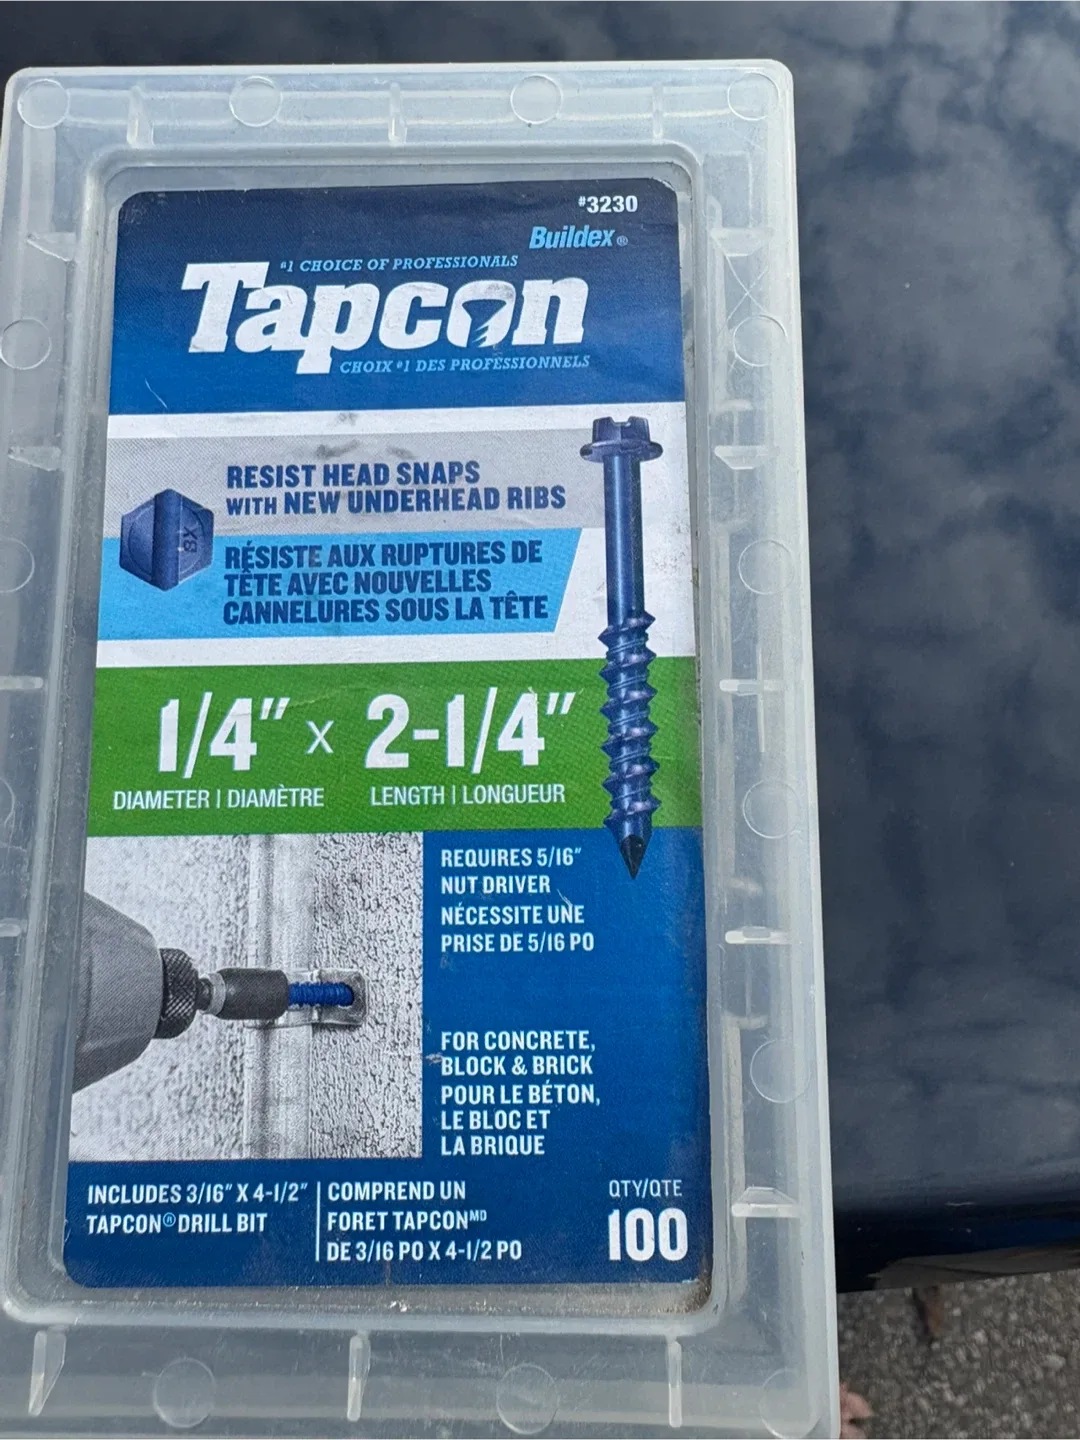 #3230
Buildex®
#1 CHOICE OF PROFESSIONALS
Tapcon
CHOIX #1 DES PROFESSIONNELS
RESIST HEAD SNAPS
WITH NEW UNDERHEAD RIBS
BX
RÉSISTE AUX RUPTURES DE
TÊTE AVEC NOUVELLES
CANNELURES SOUS LA TÊTE
1/4" X 2-1/4"
DIAMETER | DIAMÈTRE LENGTH | LONGUEUR
REQUIRES 5/16"
NUT DRIVER
NÉCESSITE UNE
PRISE DE 5/16 PO
FOR CONCRETE,
BLOCK & BRICK
POUR LE BÉTON,
LE BLOC ET
LA BRIQUE
INCLUDES 3/16" X 4-1/2"
TAPCON® DRILL BIT
COMPREND UN
FORET TAPCONMD
DE 3/16 PO X 4-1/2 PO
QTY/QTE
100